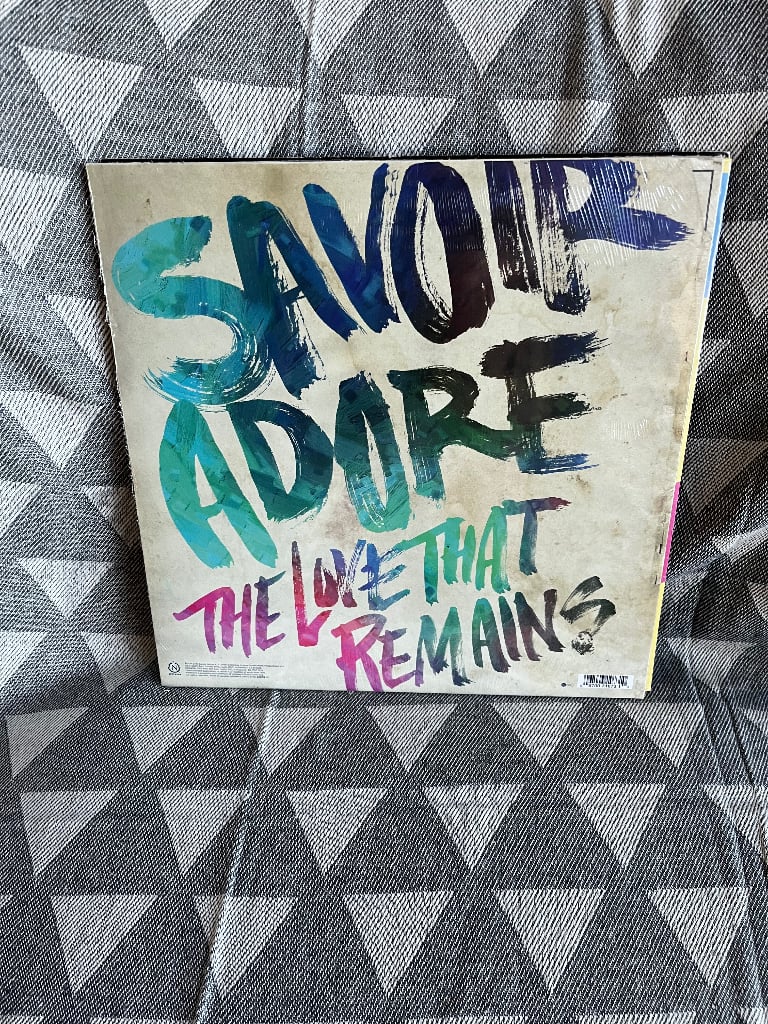 SAVOIR
ADORE
THE LOVE THAT
REMAINS
N